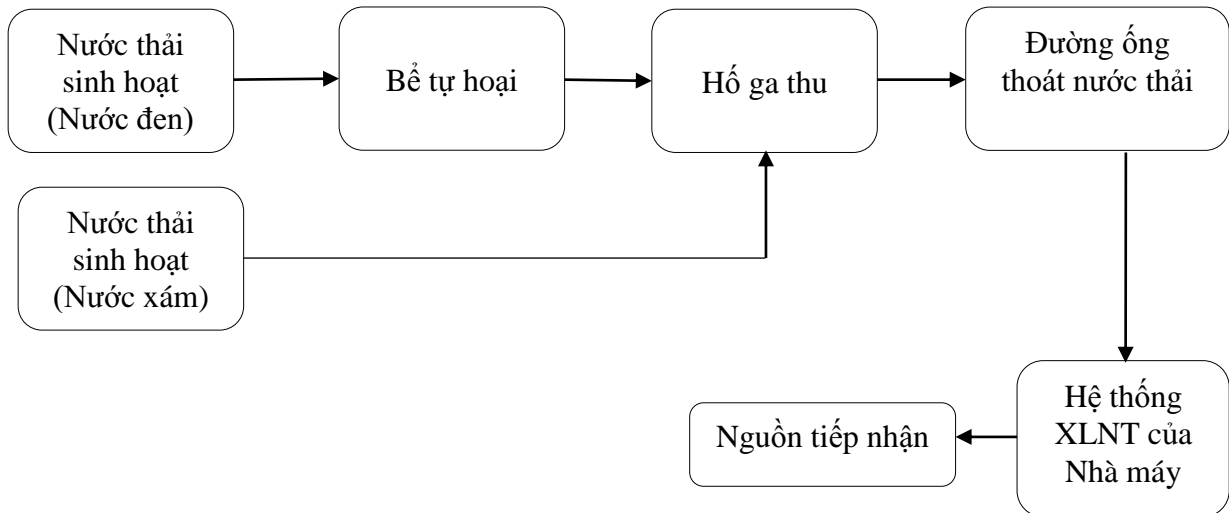 Nước thải
sinh hoạt
(Nước đen)
Bể tự hoại
Hố ga thu
Đường ống
thoát nước thải
Nước thải
sinh hoạt
(Nước xám)
Hệ thống
XLNT của
Nhà máy
Nguồn tiếp nhận